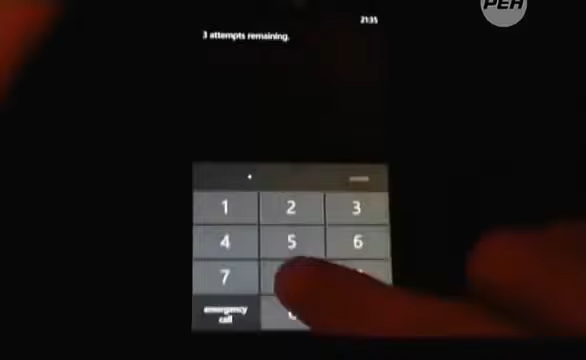 РЕН
21:35
3 attempts remaining.
1 2 3
4 5 6
7
emergency
call